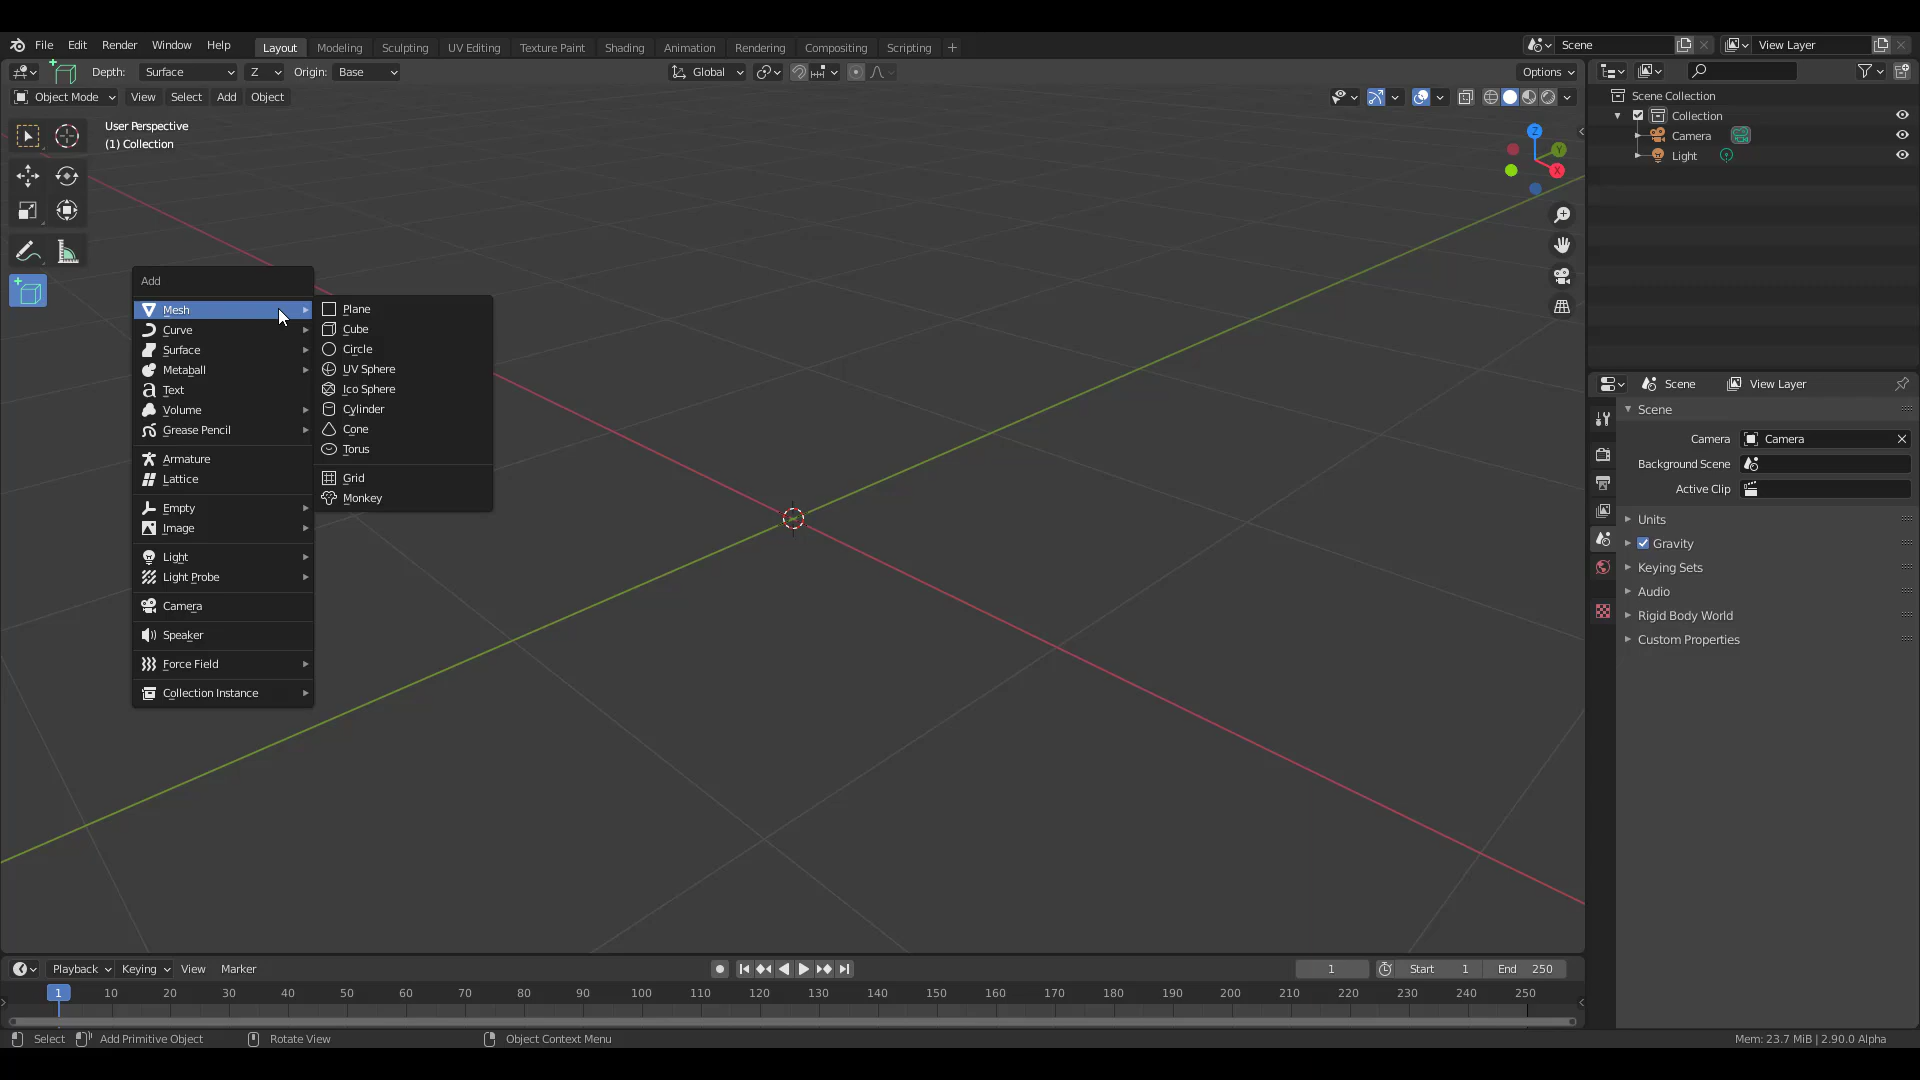 File Edit Render Window Help Layout Modeling Sculpting UV Editing Texture Paint Shading Animation Rendering Compositing Scripting + Scene View Layer
Depth: Surface Z Origin: Base Global Options
Object Mode View Select Add Object
User Perspective
(1) Collection
Z
Y
X
Scene Collection
Collection
Camera
Light
Add
Mesh
Curve
Surface
Metaball
Text
Volume
Grease Pencil
Armature
Lattice
Empty
Image
Light
Light Probe
Camera
Speaker
Force Field
Collection Instance
Plane
Cube
Circle
UV Sphere
Ico Sphere
Cylinder
Cone
Torus
Grid
Monkey
Scene View Layer
Scene
Camera Camera
Background Scene
Active Clip
Units
Gravity
Keying Sets
Audio
Rigid Body World
Custom Properties
Playback Keying View Marker 1 Start 1 End 250
1 10 20 30 40 50 60 70 80 90 100 110 120 130 140 150 160 170 180 190 200 210 220 230 240 250
Select Add Primitive Object Rotate View Object Context Menu Mem: 23.7 MiB | 2.90.0 Alpha